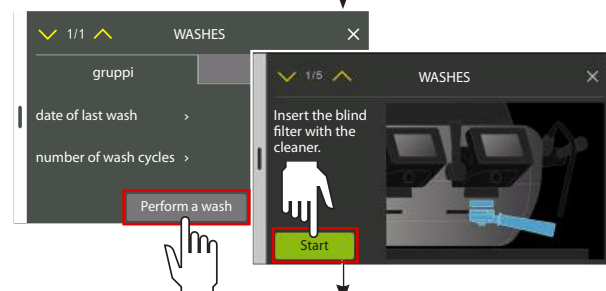 1/1
WASHES
gruppi
date of last wash
number of wash cycles
Perform a wash
1/5
WASHES
Insert the blind
filter with the
cleaner.
Start